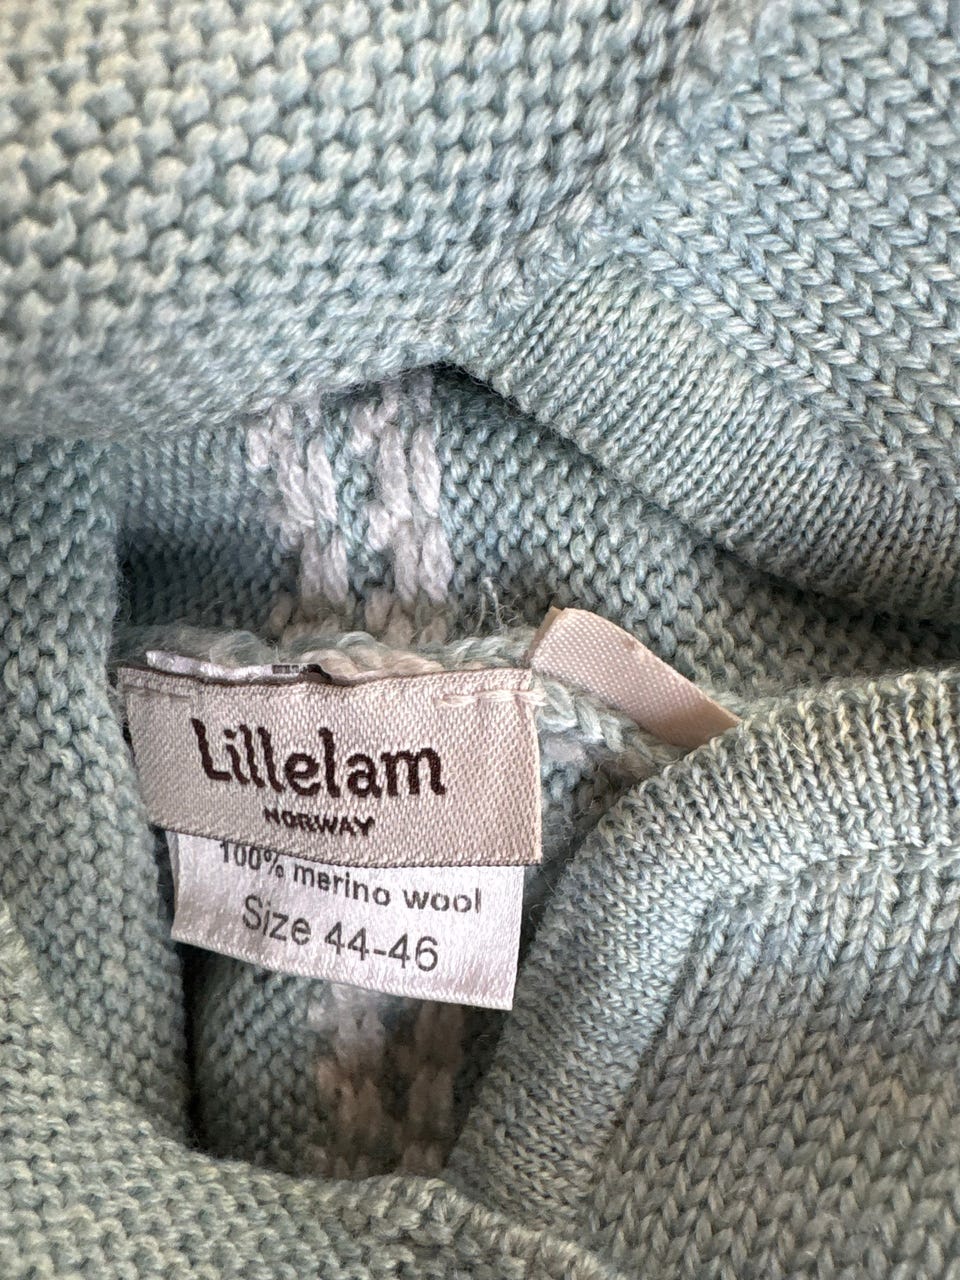 Lillelam
NORWAY
100% merino wool
Size 44-46